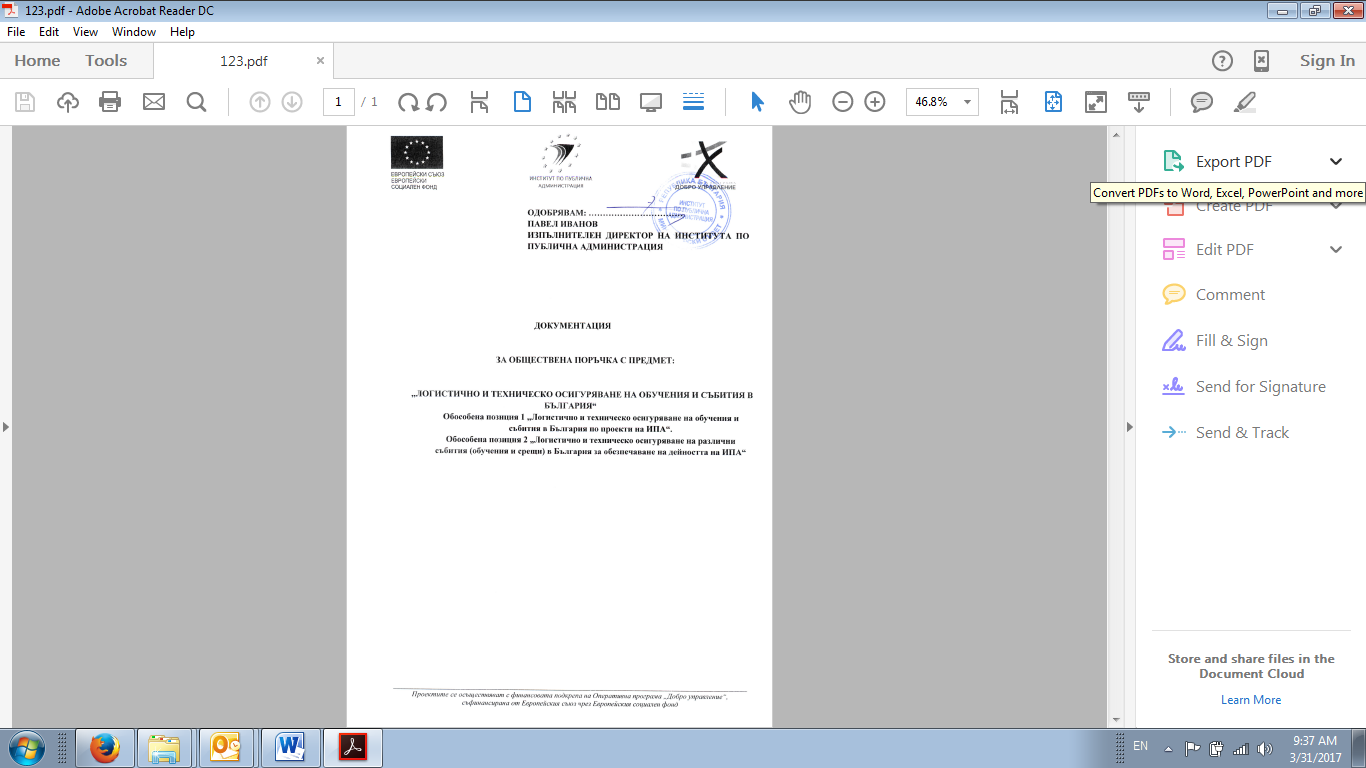 123.pdf - Adobe Acrobat Reader DC
File Edit View Window Help
Home Tools 123.pdf × Sign In
1 / 1 46.8%
ЕВРОПЕЙСКИ СЪЮЗ
ЕВРОПЕЙСКИ
СОЦИАЛЕН ФОНД
ИНСТИТУТ ПО ПУБЛИЧНА
АДМИНИСТРАЦИЯ
ДОБРО УПРАВЛЕНИЕ
ОДОБРЯВАМ: ....................................
ПАВЕЛ ИВАНОВ
ИЗПЪЛНИТЕЛЕН ДИРЕКТОР НА ИНСТИТУТА ПО
ПУБЛИЧНА АДМИНИСТРАЦИЯ
ДОКУМЕНТАЦИЯ
ЗА ОБЩЕСТВЕНА ПОРЪЧКА С ПРЕДМЕТ:
„ЛОГИСТИЧНО И ТЕХНИЧЕСКО ОСИГУРЯВАНЕ НА ОБУЧЕНИЯ И СЪБИТИЯ В
БЪЛГАРИЯ“
Обособена позиция 1 „Логистично и техническо осигуряване на обучения и
събития в България по проекти на ИПА“.
Обособена позиция 2 „Логистично и техническо осигуряване на различни
събития (обучения и срещи) в България за обезпечаване на дейността на ИПА“
Проектите се осъществяват с финансовата подкрепа на Оперативна програма „Добро управление“,
съфинансирана от Европейския съюз чрез Европейския социален фонд
Export PDF
Convert PDFs to Word, Excel, PowerPoint and more
Create PDF
Edit PDF
Comment
Fill & Sign
Send for Signature
Send & Track
Store and share files in the
Document Cloud
Learn More
EN
9:37 AM
3/31/2017